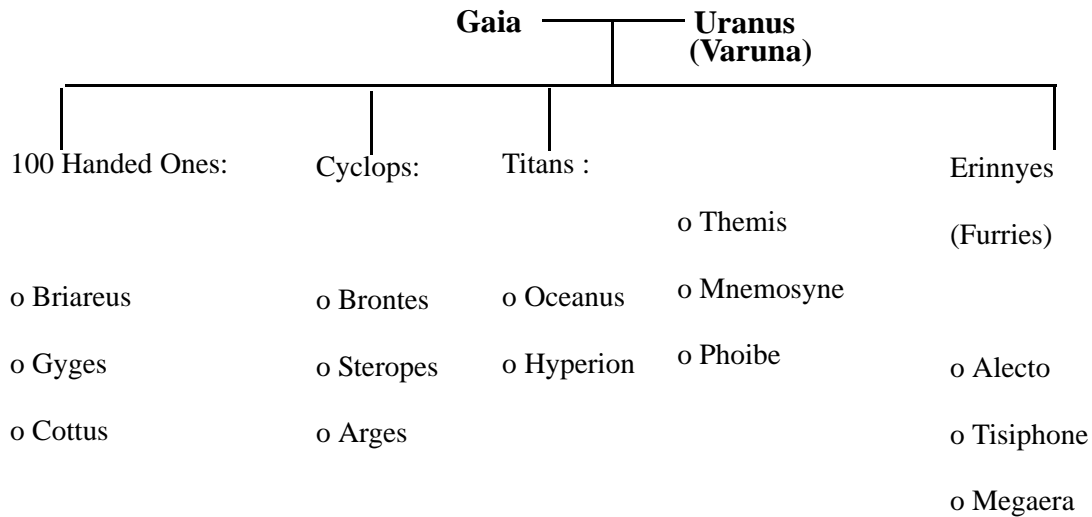 Gaia
Uranus
(Varuna)
100 Handed Ones:
o Briareus
o Gyges
o Cottus
Cyclops:
o Brontes
o Steropes
o Arges
Titans :
o Oceanus
o Hyperion
o Themis
o Mnemosyne
o Phoibe
Erinnyes
(Furries)
o Alecto
o Tisiphone
o Megaera